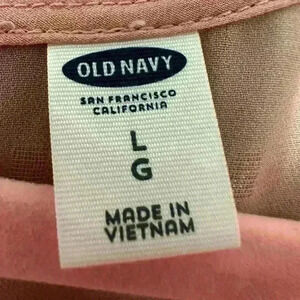 OLD NAVY
SAN FRANCISCO
CALIFORNIA
L
G
MADE IN
VIETNAM